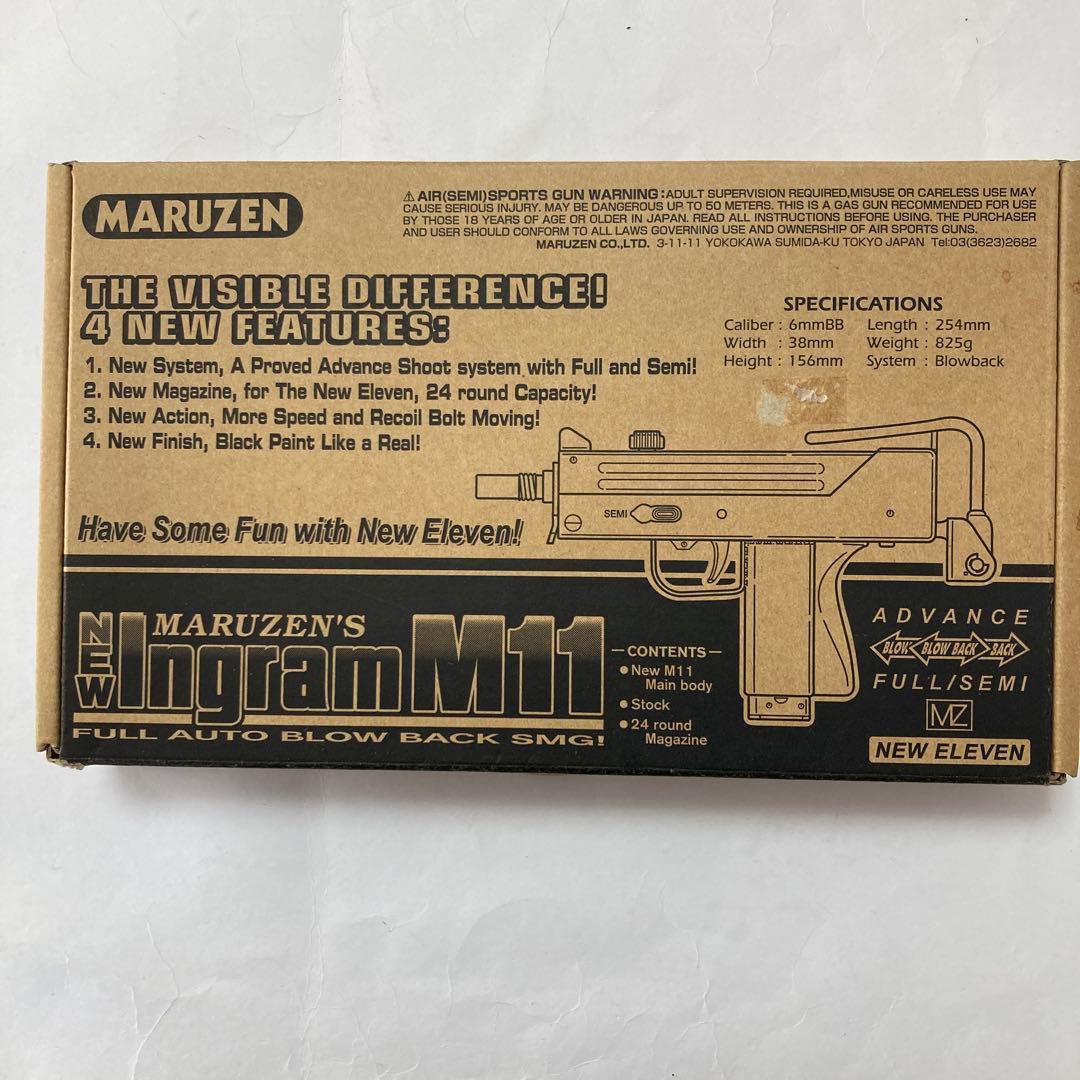 MARUZEN
⚠ AIR(SEMI)SPORTS GUN WARNING:ADULT SUPERVISION REQUIRED,MISUSE OR CARELESS USE MAY
CAUSE SERIOUS INJURY. MAY BE DANGEROUS UP TO 50 METERS. THIS IS A GAS GUN RECOMMENDED FOR USE
BY THOSE 18 YEARS OF AGE OR OLDER IN JAPAN. READ ALL INSTRUCTIONS BEFORE USING. THE PURCHASER
AND USER SHOULD CONFORM TO ALL LAWS GOVERNING USE AND OWNERSHIP OF AIR SPORTS GUNS.
MARUZEN CO.,LTD. 3-11-11 YOKOKAWA SUMIDA-KU TOKYO JAPAN Tel:03(3623)2682
THE VISIBLE DIFFERENCE!
4 NEW FEATURES:
1. New System, A Proved Advance Shoot system with Full and Semi!
2. New Magazine, for The New Eleven, 24 round Capacity!
3. New Action, More Speed and Recoil Bolt Moving!
4. New Finish, Black Paint Like a Real!
SPECIFICATIONS
Caliber : 6mmBB Length : 254mm
Width : 38mm Weight : 825g
Height : 156mm System : Blowback
SEMI
Have Some Fun with New Eleven!
NEW
MARUZEN'S
Ingram M11
FULL AUTO BLOW BACK SMG!
CONTENTS
●New M11
Main body
●Stock
●24 round
Magazine
ADVANCE
BLOW BLOW BACK BACK
FULL/SEMI
MZ
NEW ELEVEN